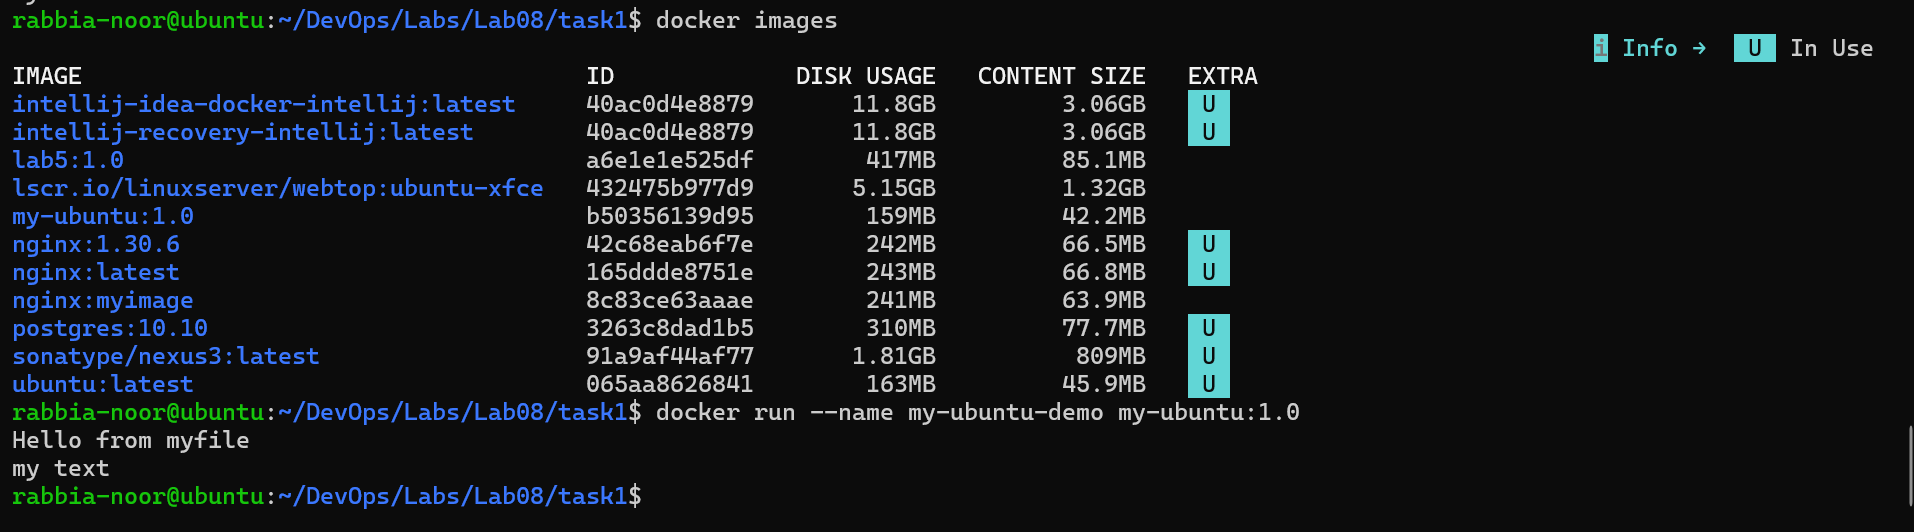 rabbia-noor@ubuntu:~/DevOps/Labs/Lab08/task1$ docker images
i Info → U In Use
IMAGE ID DISK USAGE CONTENT SIZE EXTRA
intellij-idea-docker-intellij:latest 40ac0d4e8879 11.8GB 3.06GB U
intellij-recovery-intellij:latest 40ac0d4e8879 11.8GB 3.06GB U
lab5:1.0 a6e1e1e525df 417MB 85.1MB
lscr.io/linuxserver/webtop:ubuntu-xfce 432475b977d9 5.15GB 1.32GB
my-ubuntu:1.0 b50356139d95 159MB 42.2MB
nginx:1.30.6 42c68eab6f7e 242MB 66.5MB U
nginx:latest 165ddde8751e 243MB 66.8MB U
nginx:myimage 8c83ce63aaae 241MB 63.9MB
postgres:10.10 3263c8dad1b5 310MB 77.7MB U
sonatype/nexus3:latest 91a9af44af77 1.81GB 809MB U
ubuntu:latest 065aa8626841 163MB 45.9MB U
rabbia-noor@ubuntu:~/DevOps/Labs/Lab08/task1$ docker run --name my-ubuntu-demo my-ubuntu:1.0
Hello from myfile
my text
rabbia-noor@ubuntu:~/DevOps/Labs/Lab08/task1$